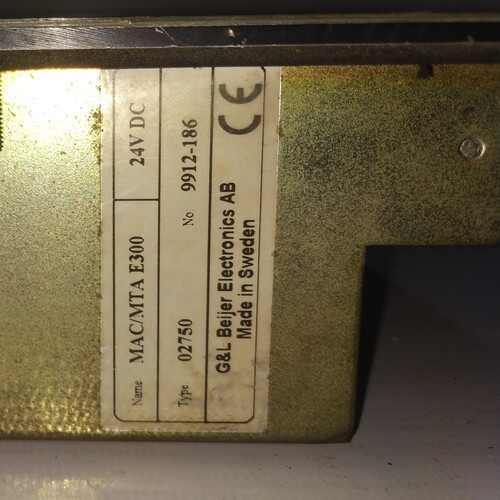 Name MAC/MTA E300 24V DC
Type 02750 No 9912-186
G&L Beijer Electronics AB
Made in Sweden
CE